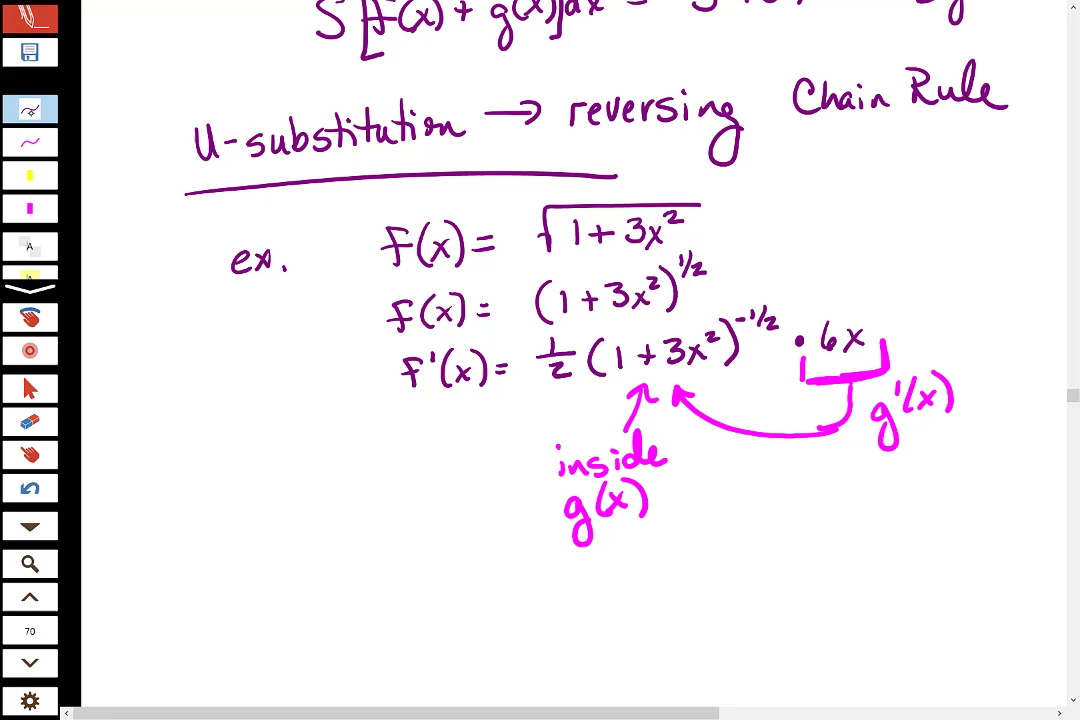 ∫[f(x) + g(x)]dx =
U-substitution → reversing Chain Rule
ex. f(x) = √(1 + 3x²)
f(x) = (1 + 3x²)^1/2
f'(x) = 1/2 (1 + 3x²)^-1/2 • 6x
g'(x)
inside
g(x)
A
70